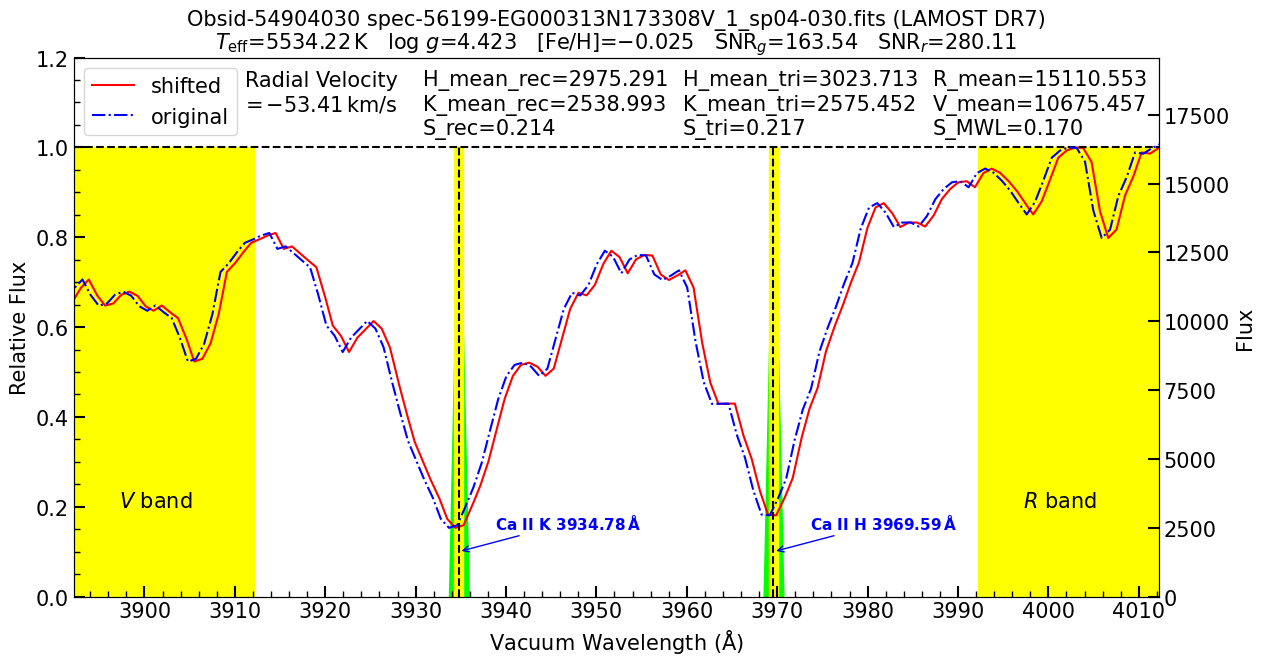 Obsid-54904030 spec-56199-EG000313N173308V_1_sp04-030.fits (LAMOST DR7)
Teff=5534.22 K log g=4.423 [Fe/H]=−0.025 SNRg=163.54 SNRr=280.11
shifted
original
Radial Velocity
=−53.41 km/s
H_mean_rec=2975.291
K_mean_rec=2538.993
S_rec=0.214
H_mean_tri=3023.713
K_mean_tri=2575.452
S_tri=0.217
R_mean=15110.553
V_mean=10675.457
S_MWL=0.170
Relative Flux
1.2
1.0
0.8
0.6
0.4
0.2
0.0
V band
R band
Ca II K 3934.78 Å
Ca II H 3969.59 Å
17500
15000
12500
10000
7500
5000
2500
0
Flux
3900 3910 3920 3930 3940 3950 3960 3970 3980 3990 4000 4010
Vacuum Wavelength (Å)